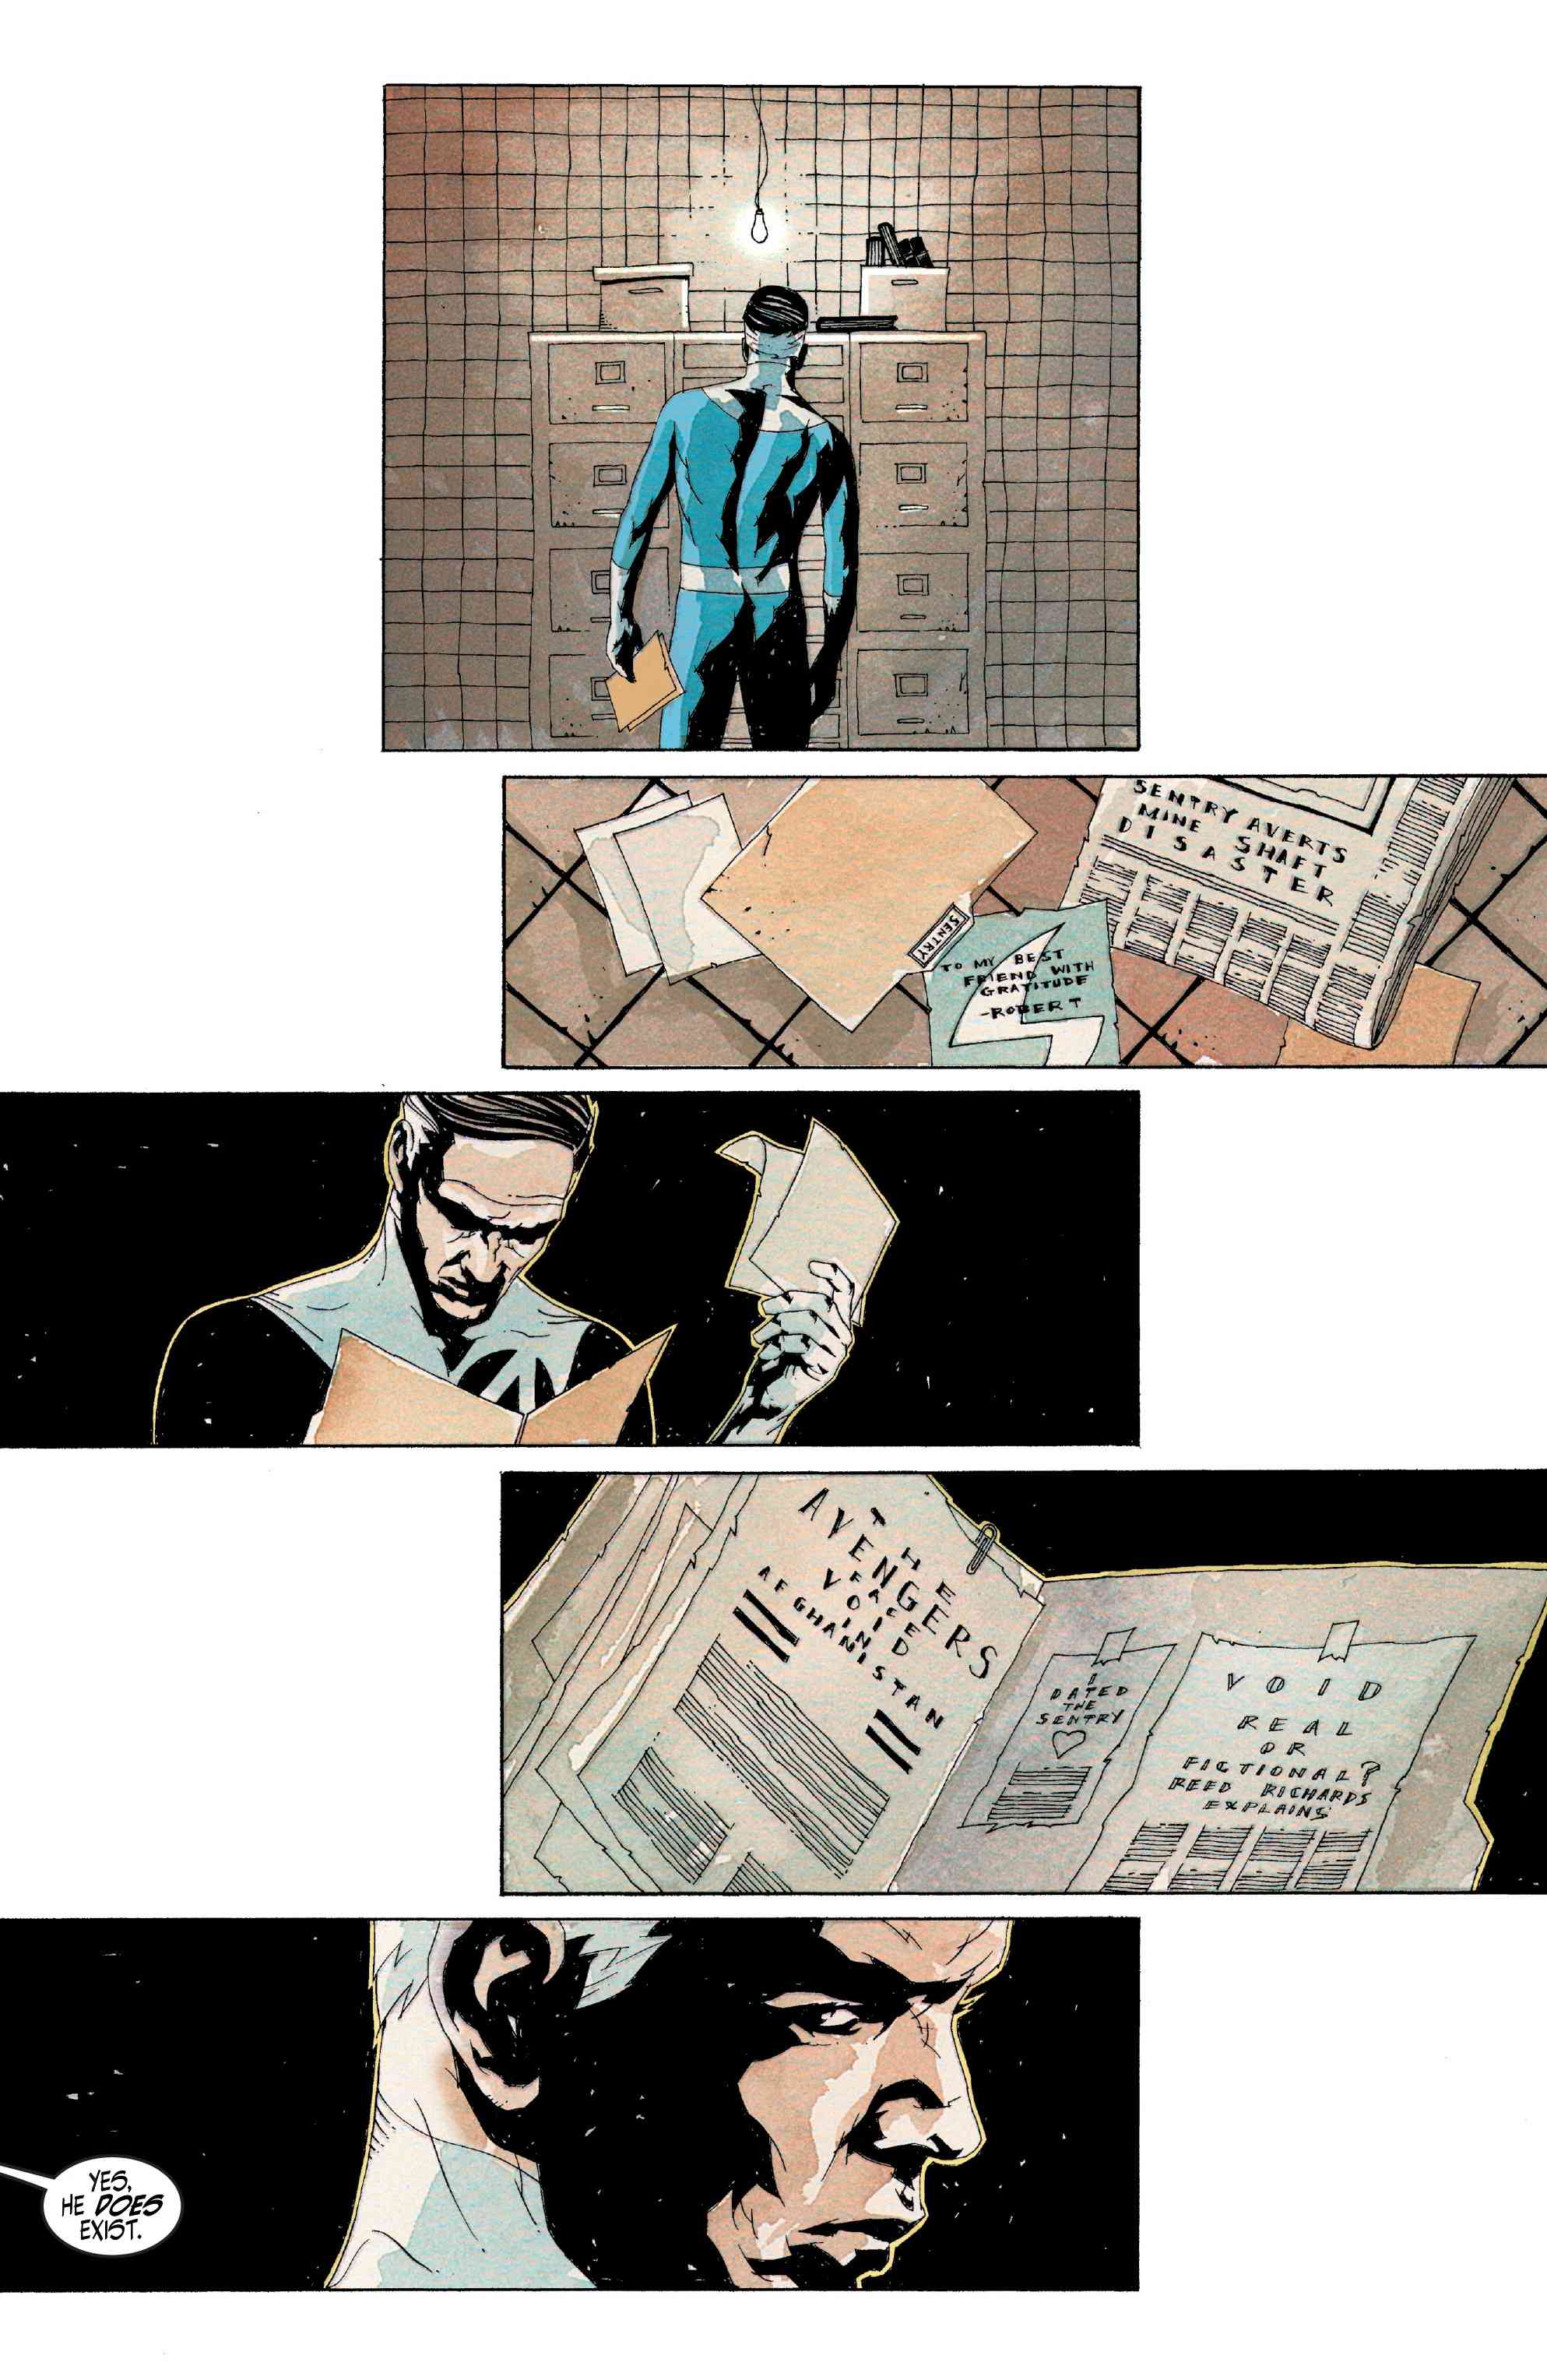 SENTRY AVERTS
MINE SHAFT
DISASTER
SENTRY
TO MY BEST
FRIEND WITH
GRATITUDE
-ROBERT
THE
AVENGERS
FACE
VOID
IN
AFGHANISTAN
I
DATED
THE
SENTRY
VOID
REAL
OR
FICTIONAL?
REED RICHARDS
EXPLAINS
YES,
HE DOES
EXIST.